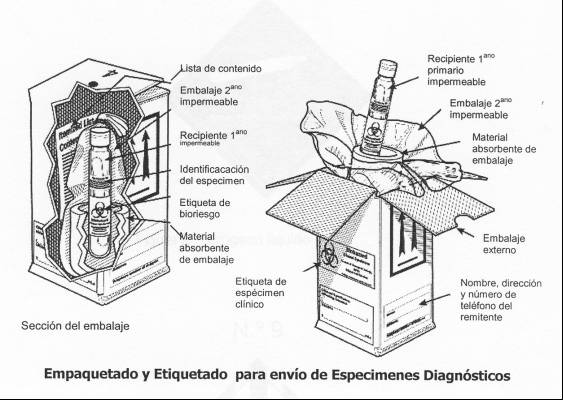 Lista de contenido
Embalaje 2ano
impermeable
Recipiente 1ano
impermeable
Identificacación
del especimen
Etiqueta de
bioriesgo
Material
absorbente
de embalaje
Sección del embalaje
Recipiente 1ano
primario
impermeable
Embalaje 2ano
impermeable
Material
absorbente de
embalaje
Embalaje
externo
Etiqueta de
espécimen
clínico
Nombre, dirección
y número de
teléfono del
remitente
Itemized List
Empaquetado y Etiquetado para envío de Especimenes Diagnósticos